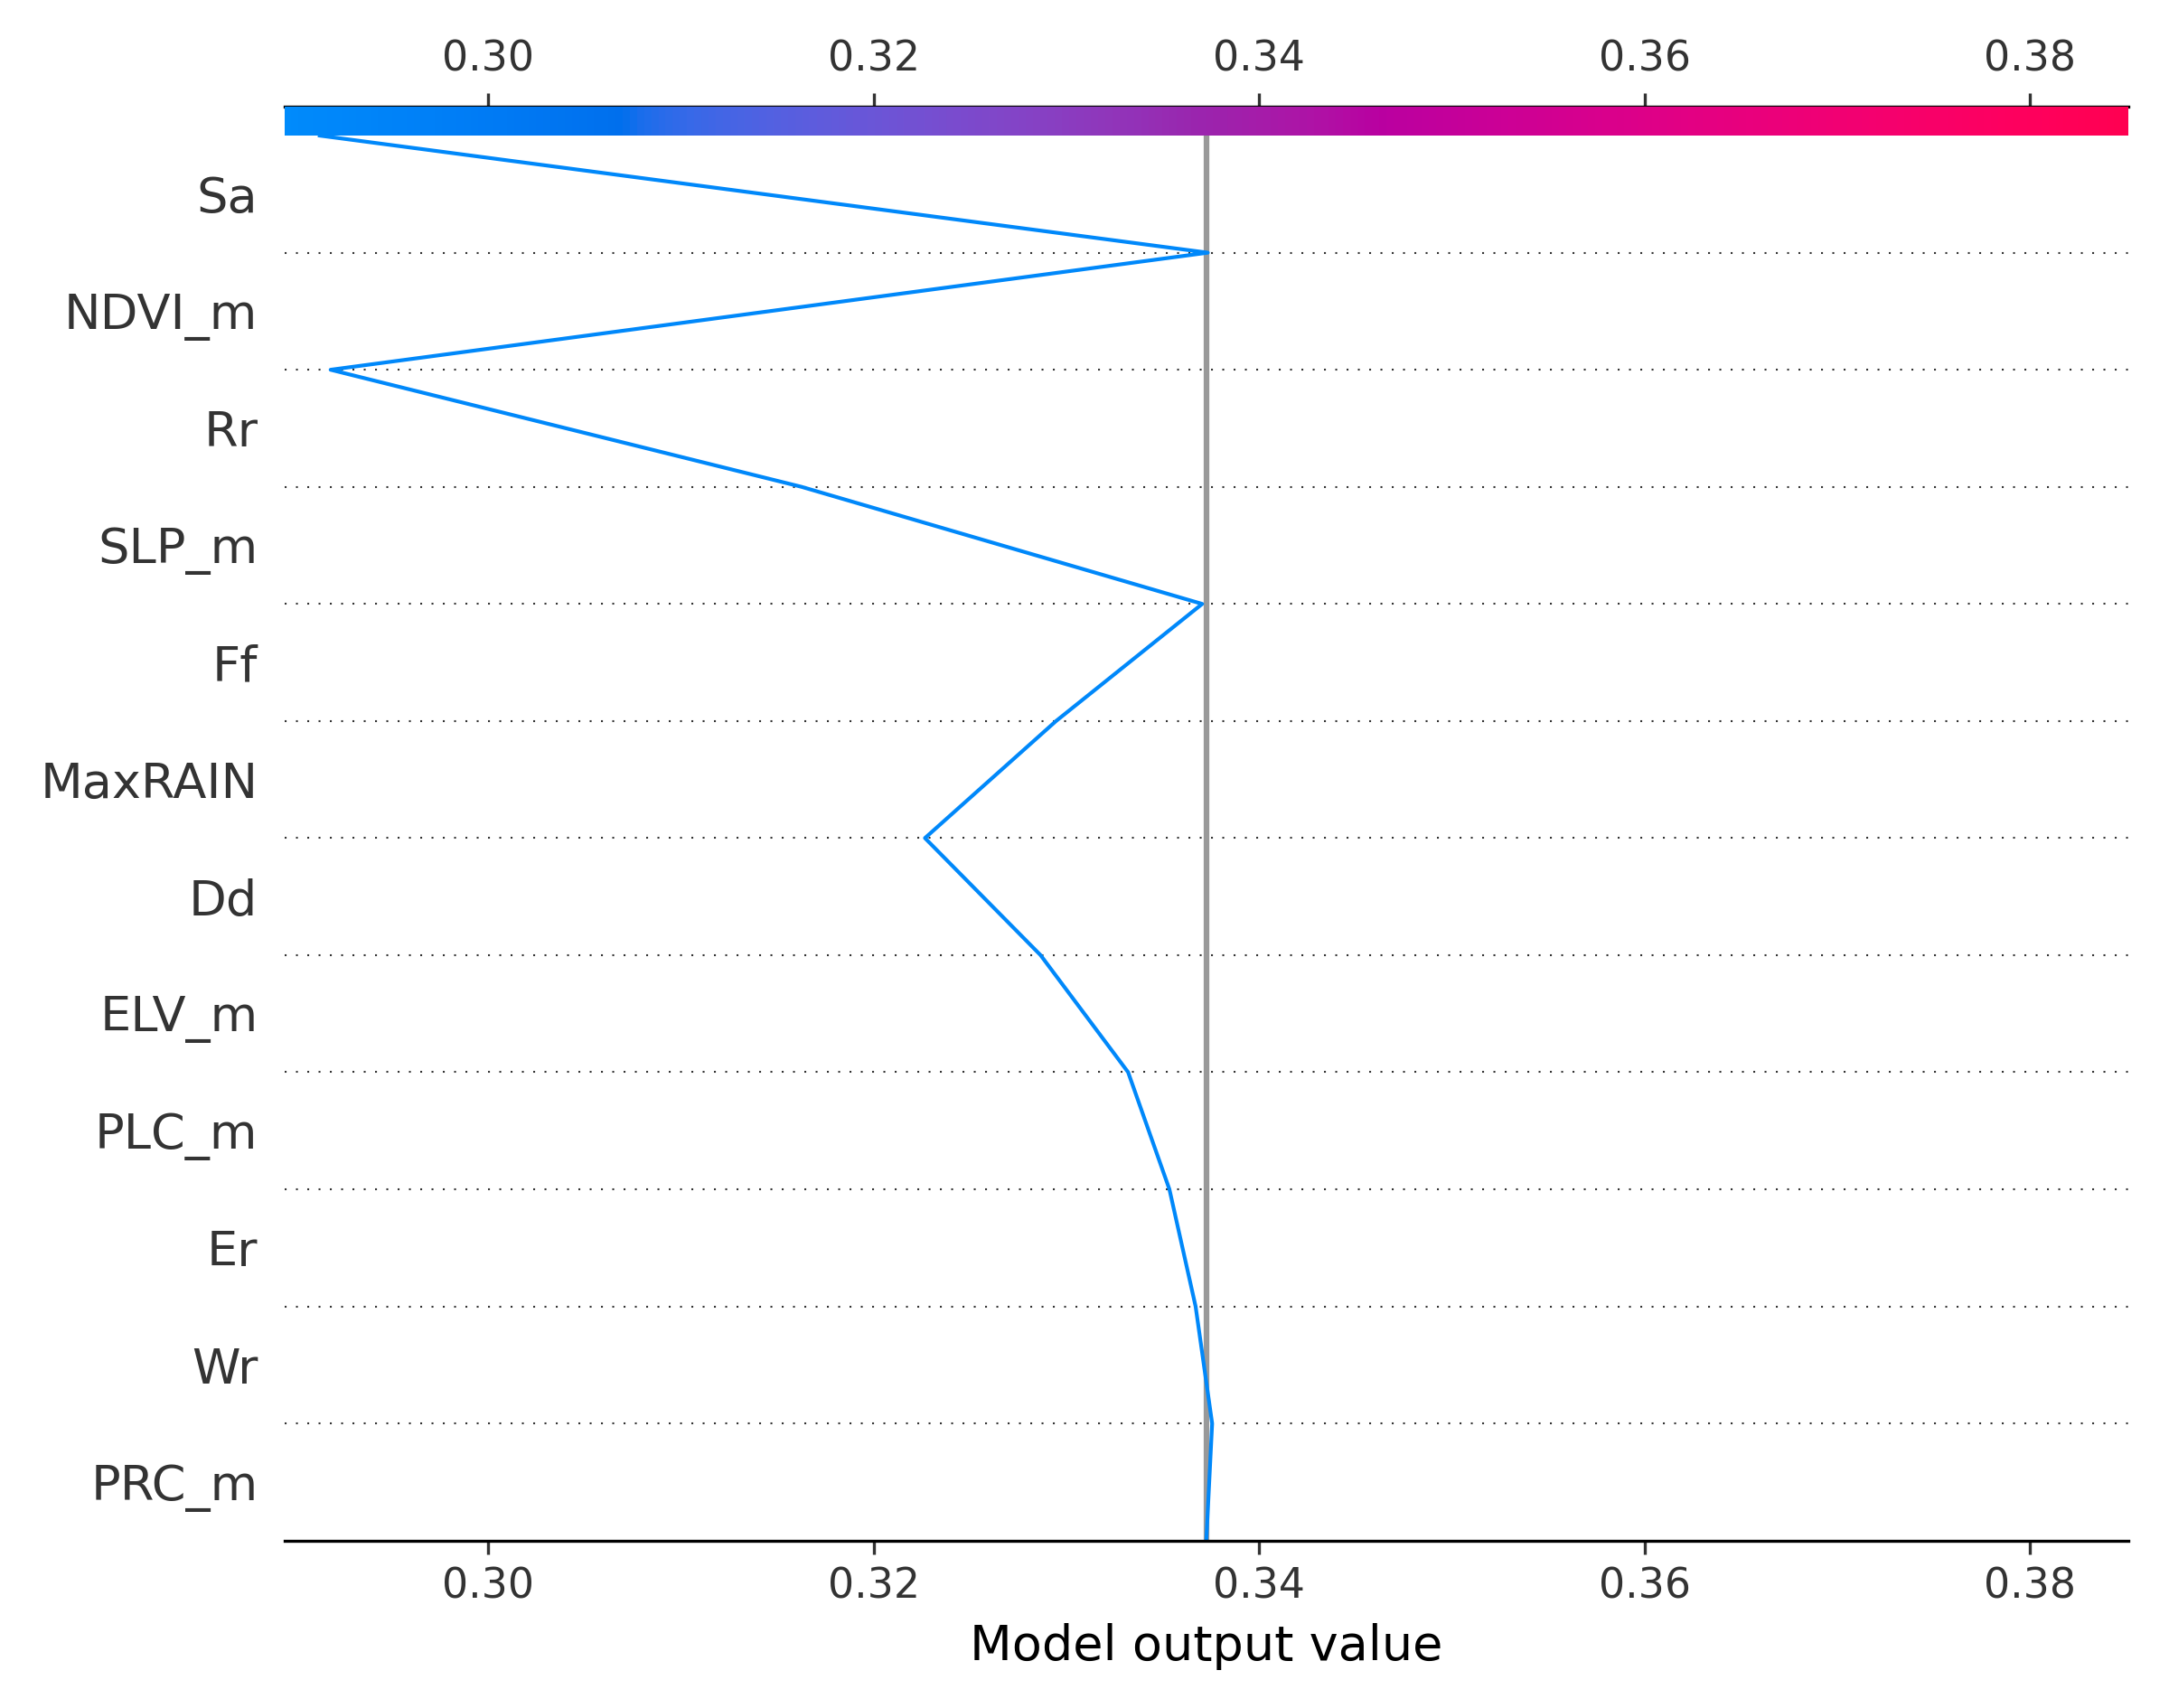 0.30 0.32 0.34 0.36 0.38
Sa
NDVI_m
Rr
SLP_m
Ff
MaxRAIN
Dd
ELV_m
PLC_m
Er
Wr
PRC_m
0.30 0.32 0.34 0.36 0.38
Model output value